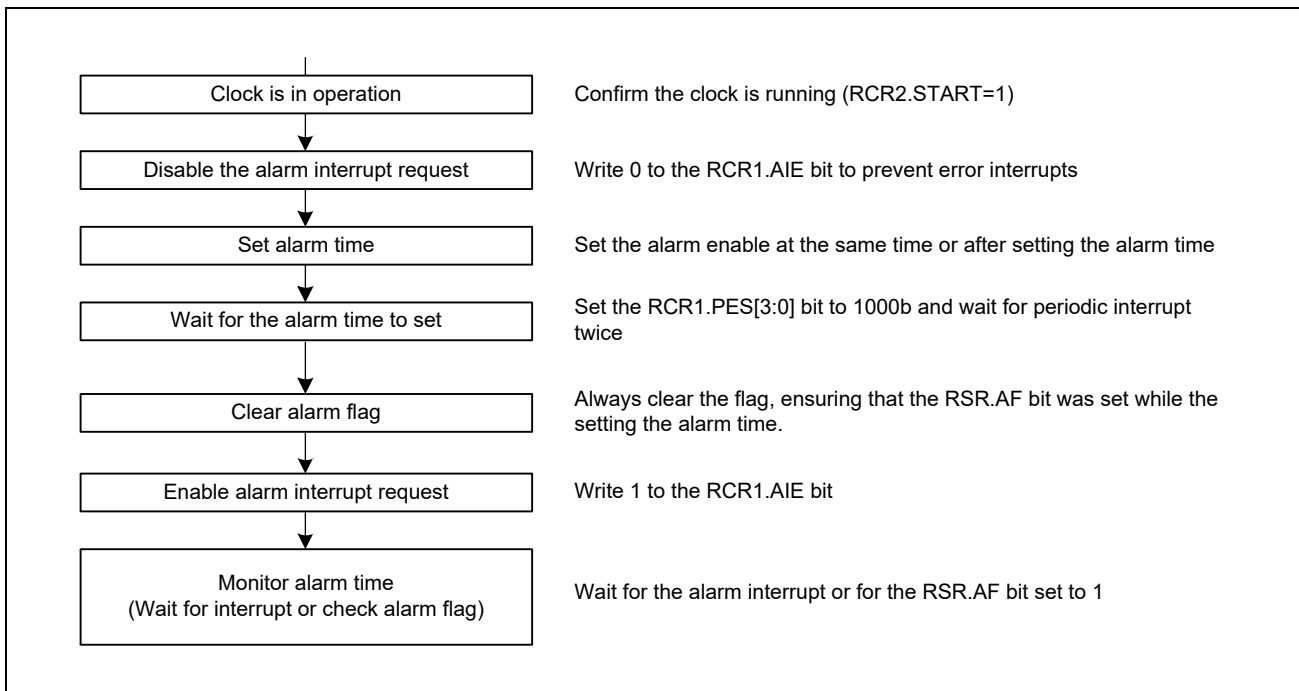 Clock is in operation
Confirm the clock is running (RCR2.START=1)
Disable the alarm interrupt request
Write 0 to the RCR1.AIE bit to prevent error interrupts
Set alarm time
Set the alarm enable at the same time or after setting the alarm time
Wait for the alarm time to set
Set the RCR1.PES[3:0] bit to 1000b and wait for periodic interrupt
twice
Clear alarm flag
Always clear the flag, ensuring that the RSR.AF bit was set while the
setting the alarm time.
Enable alarm interrupt request
Write 1 to the RCR1.AIE bit
Monitor alarm time
(Wait for interrupt or check alarm flag)
Wait for the alarm interrupt or for the RSR.AF bit set to 1